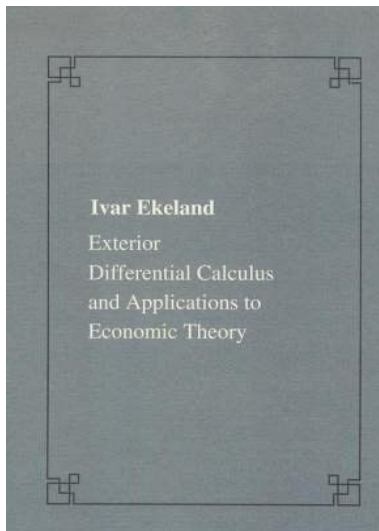 Ivar Ekeland
Exterior
Differential Calculus
and Applications to
Economic Theory